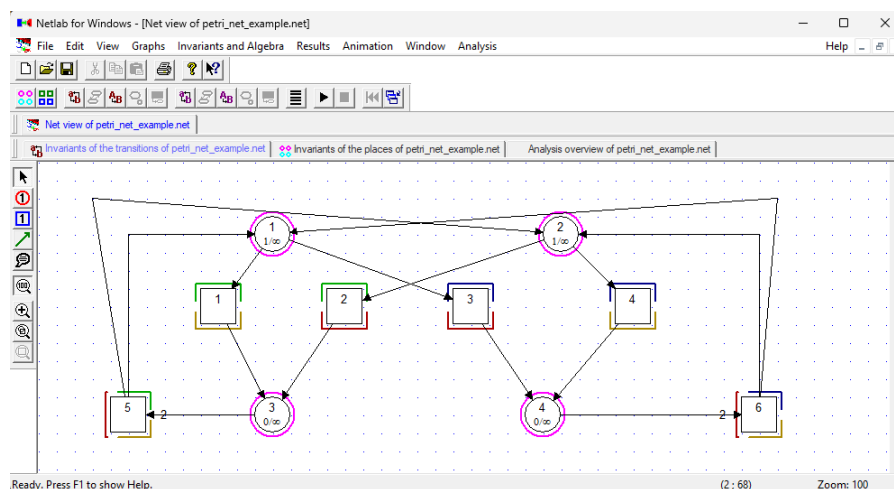 Netlab for Windows - [Net view of petri_net_example.net]
File Edit View Graphs Invariants and Algebra Results Animation Window Analysis Help
Net view of petri_net_example.net
Invariants of the transitions of petri_net_example.net Invariants of the places of petri_net_example.net Analysis overview of petri_net_example.net
1 2
1/∞ 1/∞
1 2 3 4
5 2 3 4 2 6
0/∞ 0/∞
Ready. Press F1 to show Help. (2 : 68) Zoom: 100